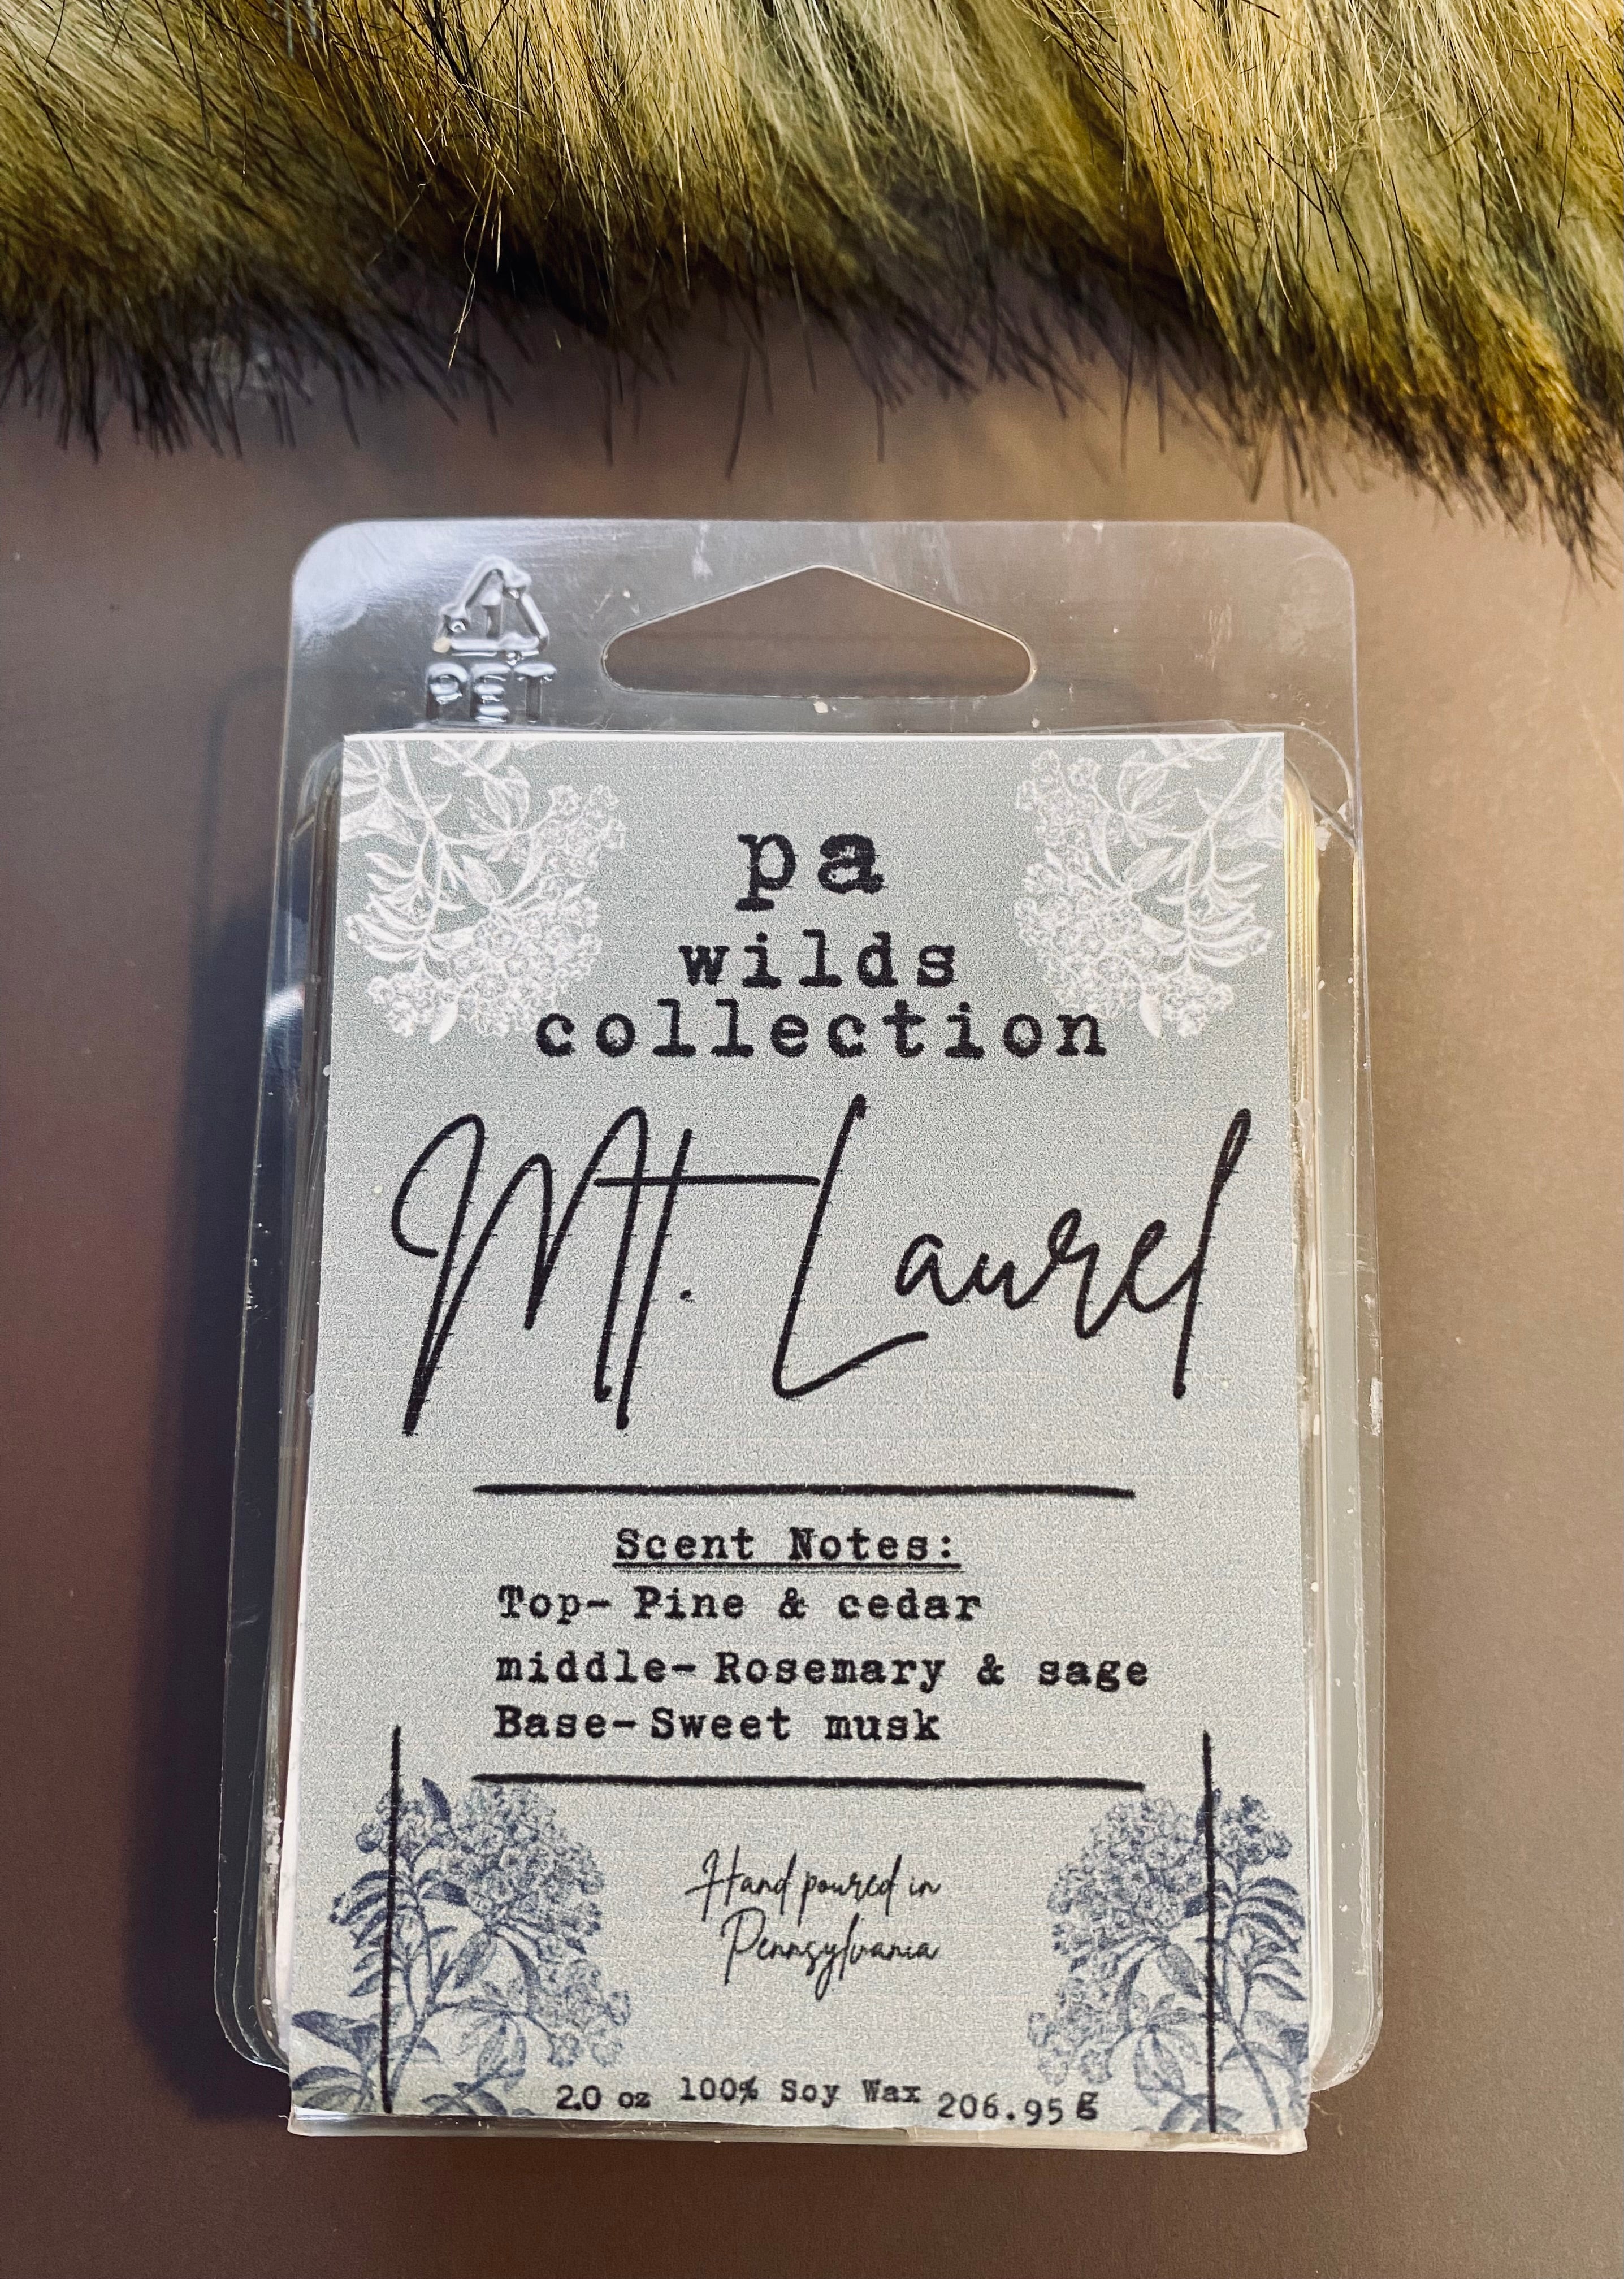 1
PET
pa
wilds
collection
Mt. Laurel
Scent Notes:
Top- Pine & cedar
middle- Rosemary & sage
Base- Sweet musk
Hand poured in
Pennsylvania
2.0 oz 100% Soy Wax 206.95 g